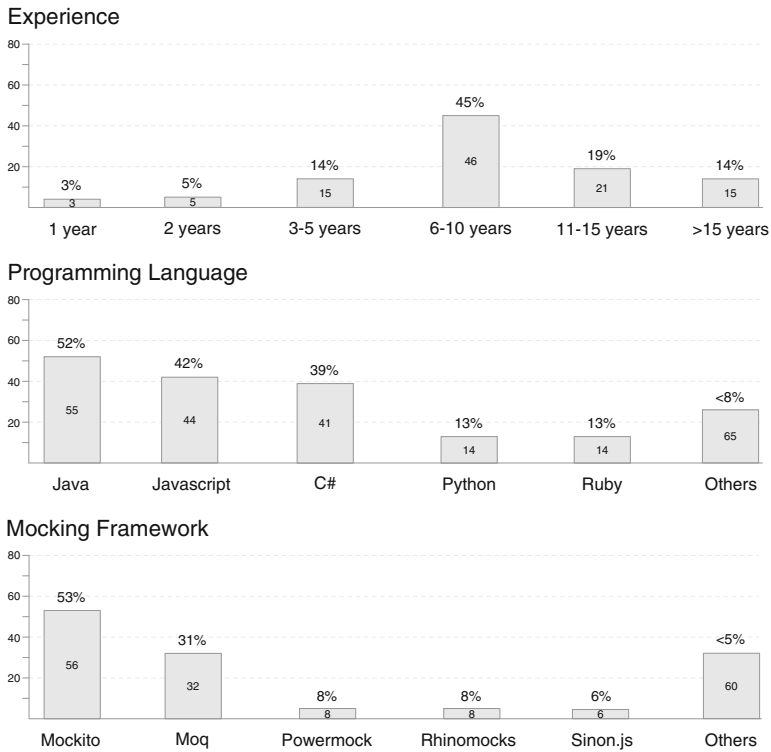 Experience
80
60
40
20
3% 5% 14% 45% 19% 14%
3 5 15 46 21 15
1 year 2 years 3-5 years 6-10 years 11-15 years >15 years
Programming Language
80
60
40
20
52% 42% 39% 13% 13% <8%
55 44 41 14 14 65
Java Javascript C# Python Ruby Others
Mocking Framework
80
60
40
20
53% 31% 8% 8% 6% <5%
56 32 8 8 6 60
Mockito Moq Powermock Rhinomocks Sinon.js Others